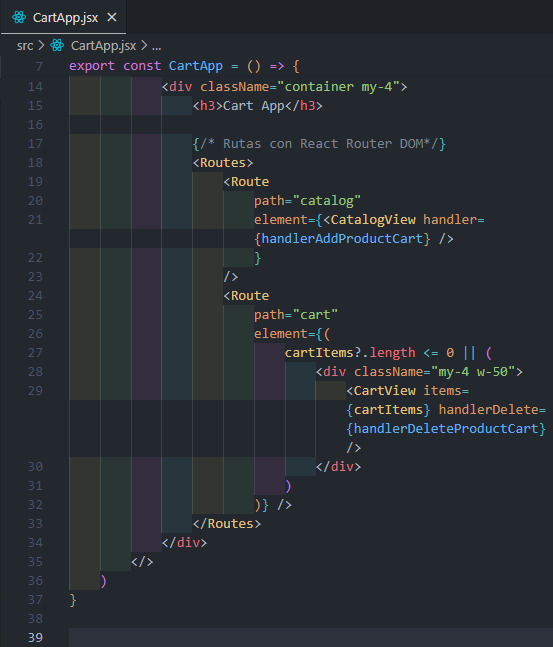 CartApp.jsx ×
src > CartApp.jsx > ...
7 export const CartApp = () => {
14 <div className="container my-4">
15 <h3>Cart App</h3>
16
17 {/* Rutas con React Router DOM*/}
18 <Routes>
19 <Route
20 path="catalog"
21 element={<CatalogView handler=
{handlerAddProductCart} />
22 }
23 />
24 <Route
25 path="cart"
26 element={(
27 cartItems?.length <= 0 || (
28 <div className="my-4 w-50">
29 <CartView items=
{cartItems} handlerDelete=
{handlerDeleteProductCart}
/>
30 </div>
31 )
32 )} />
33 </Routes>
34 </div>
35 </>
36 )
37 }
38
39